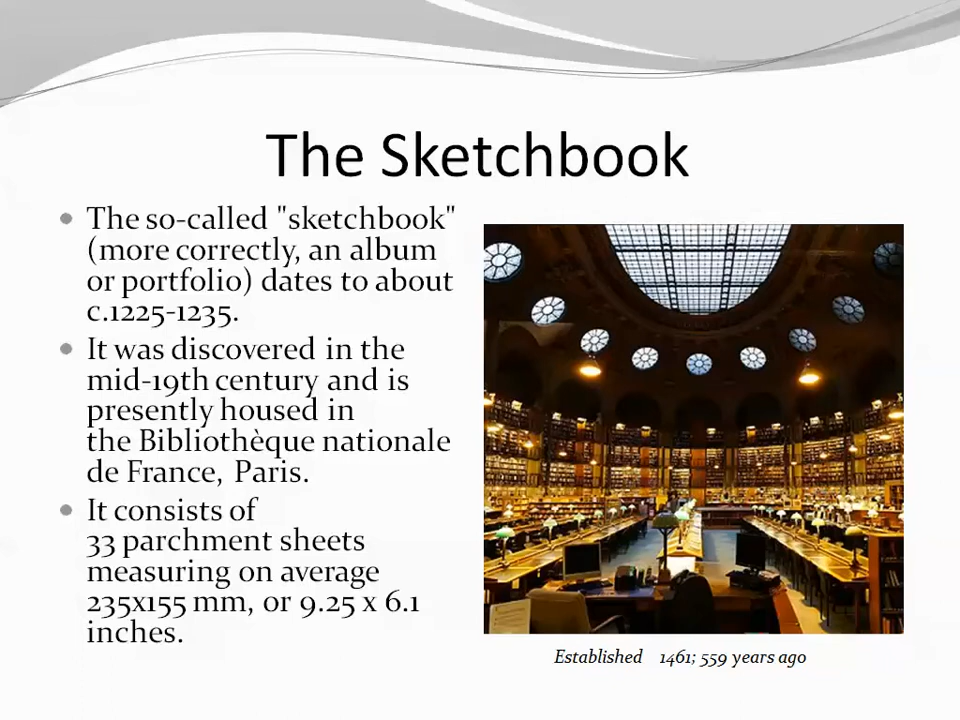 The Sketchbook
The so-called "sketchbook"
(more correctly, an album
or portfolio) dates to about
c.1225-1235.
It was discovered in the
mid-19th century and is
presently housed in
the Bibliothèque nationale
de France, Paris.
It consists of
33 parchment sheets
measuring on average
235x155 mm, or 9.25 x 6.1
inches.
Established 1461; 559 years ago